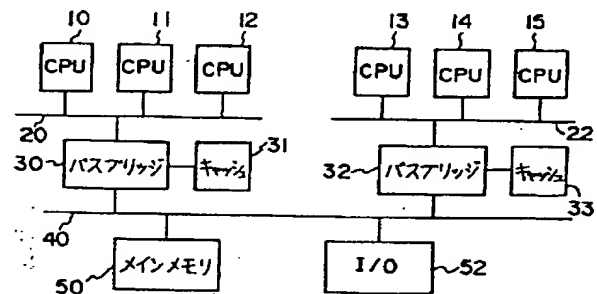 10 11 12 13 14 15
CPU CPU CPU CPU CPU CPU
20 22
30 バスブリッジ キャッシュ 31 32 バスブリッジ キャッシュ 33
40
50 メインメモリ I/O 52